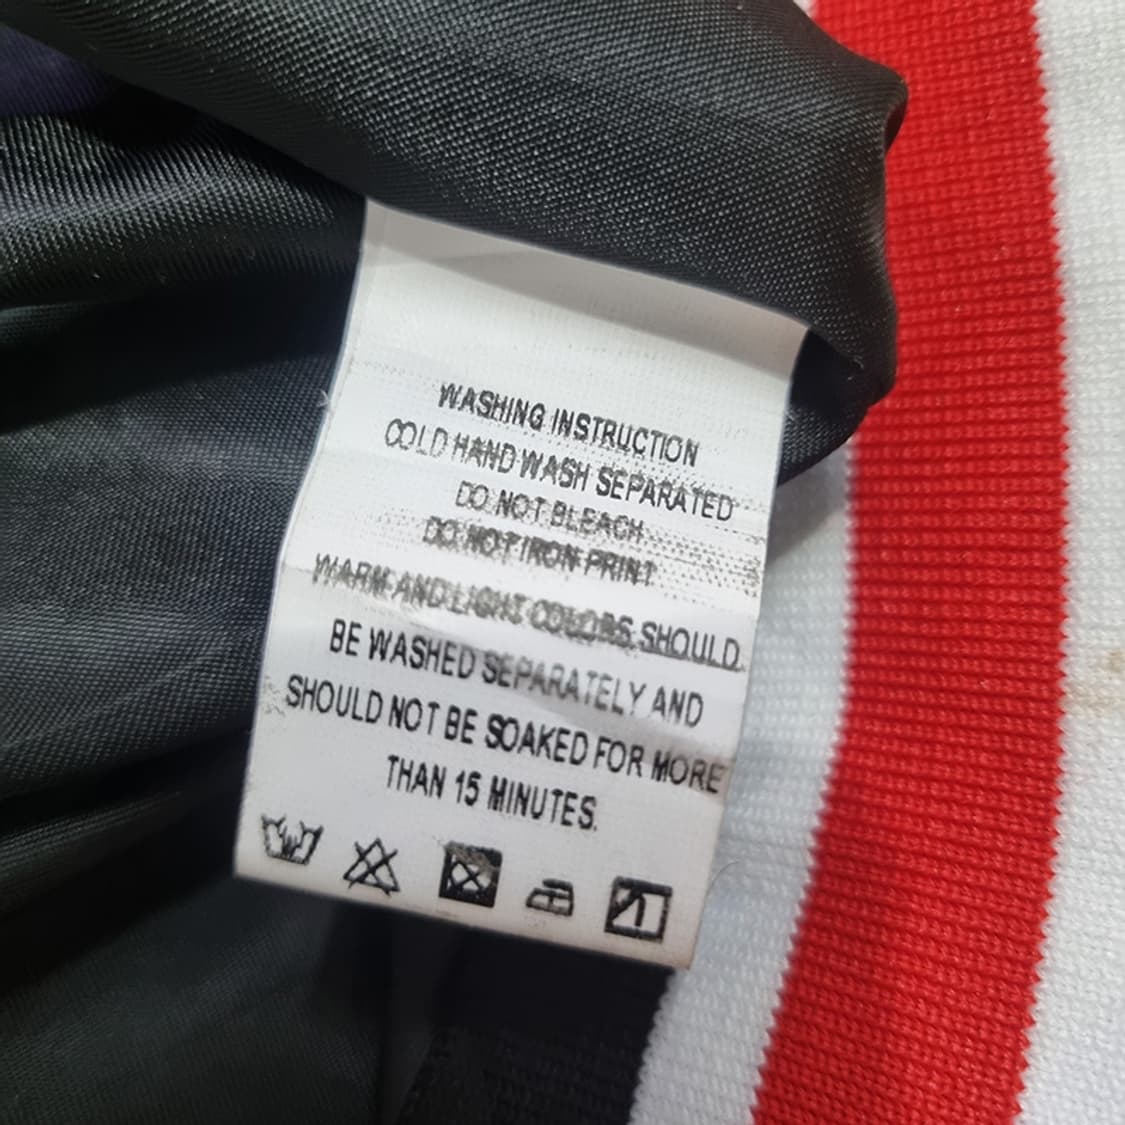 WASHING INSTRUCTION
COLD HAND WASH SEPARATED
DO NOT BLEACH
DO NOT IRON PRINT
WARM AND LIGHT COLORS SHOULD
BE WASHED SEPARATELY AND
SHOULD NOT BE SOAKED FOR MORE
THAN 15 MINUTES.